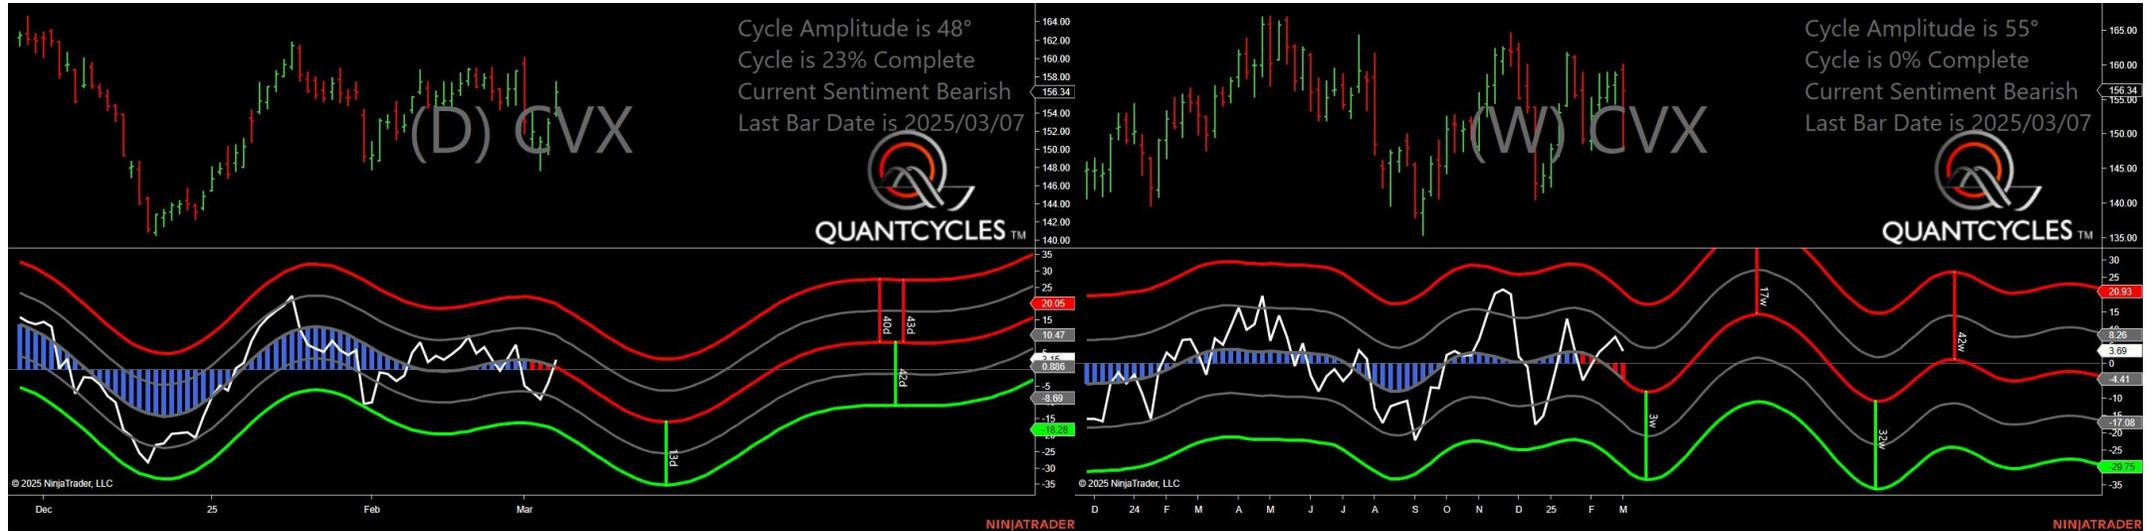 Cycle Amplitude is 48°
Cycle is 23% Complete
Current Sentiment Bearish
Last Bar Date is 2025/03/07
(D) CVX
QUANTCYCLES TM
164.00
162.00
160.00
158.00
156.34
154.00
152.00
150.00
148.00
146.00
144.00
142.00
140.00
35
30
25
20.05
15
10.47
2.15
0.886
-5
-8.69
-15
-18.28
-25
-30
-35
40d
43d
42d
13d
© 2025 NinjaTrader, LLC
Dec
25
Feb
Mar
NINJATRADER
Cycle Amplitude is 55°
Cycle is 0% Complete
Current Sentiment Bearish
Last Bar Date is 2025/03/07
(W) CVX
QUANTCYCLES TM
165.00
160.00
156.34
155.00
150.00
145.00
140.00
135.00
30
25
20.93
15
8.26
3.69
0
-4.41
-10
-17.08
-20
-25
-29.75
-35
17w
42w
3w
32w
© 2025 NinjaTrader, LLC
D 24 F M A M J J A S O N D 25 F M
NINJATRADER